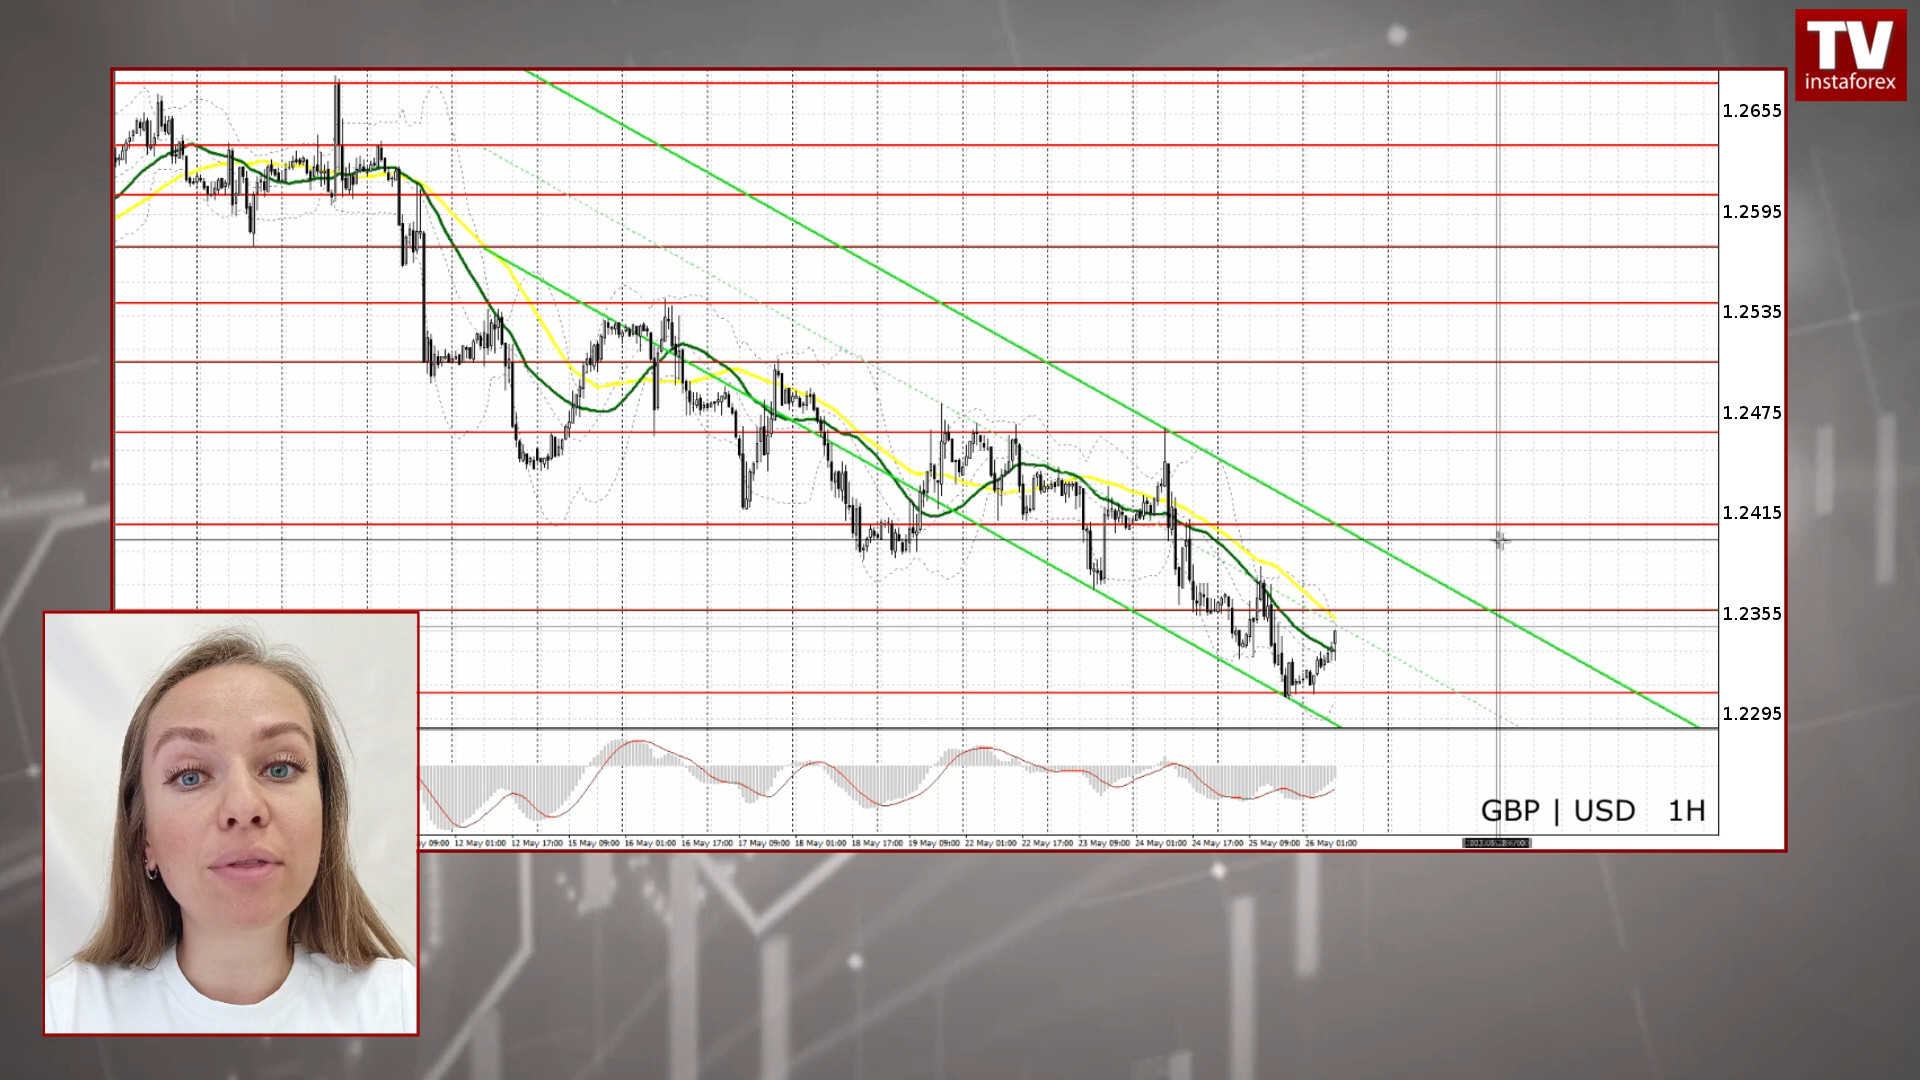 TV
instaforex
1.2655
1.2595
1.2535
1.2475
1.2415
1.2355
1.2295
GBP | USD 1H
09:00 12 May 01:00 12 May 17:00 15 May 09:00 16 May 01:00 16 May 17:00 17 May 09:00 18 May 01:00 18 May 17:00 19 May 09:00 22 May 01:00 22 May 17:00 23 May 09:00 24 May 01:00 24 May 17:00 25 May 09:00 26 May 01:00